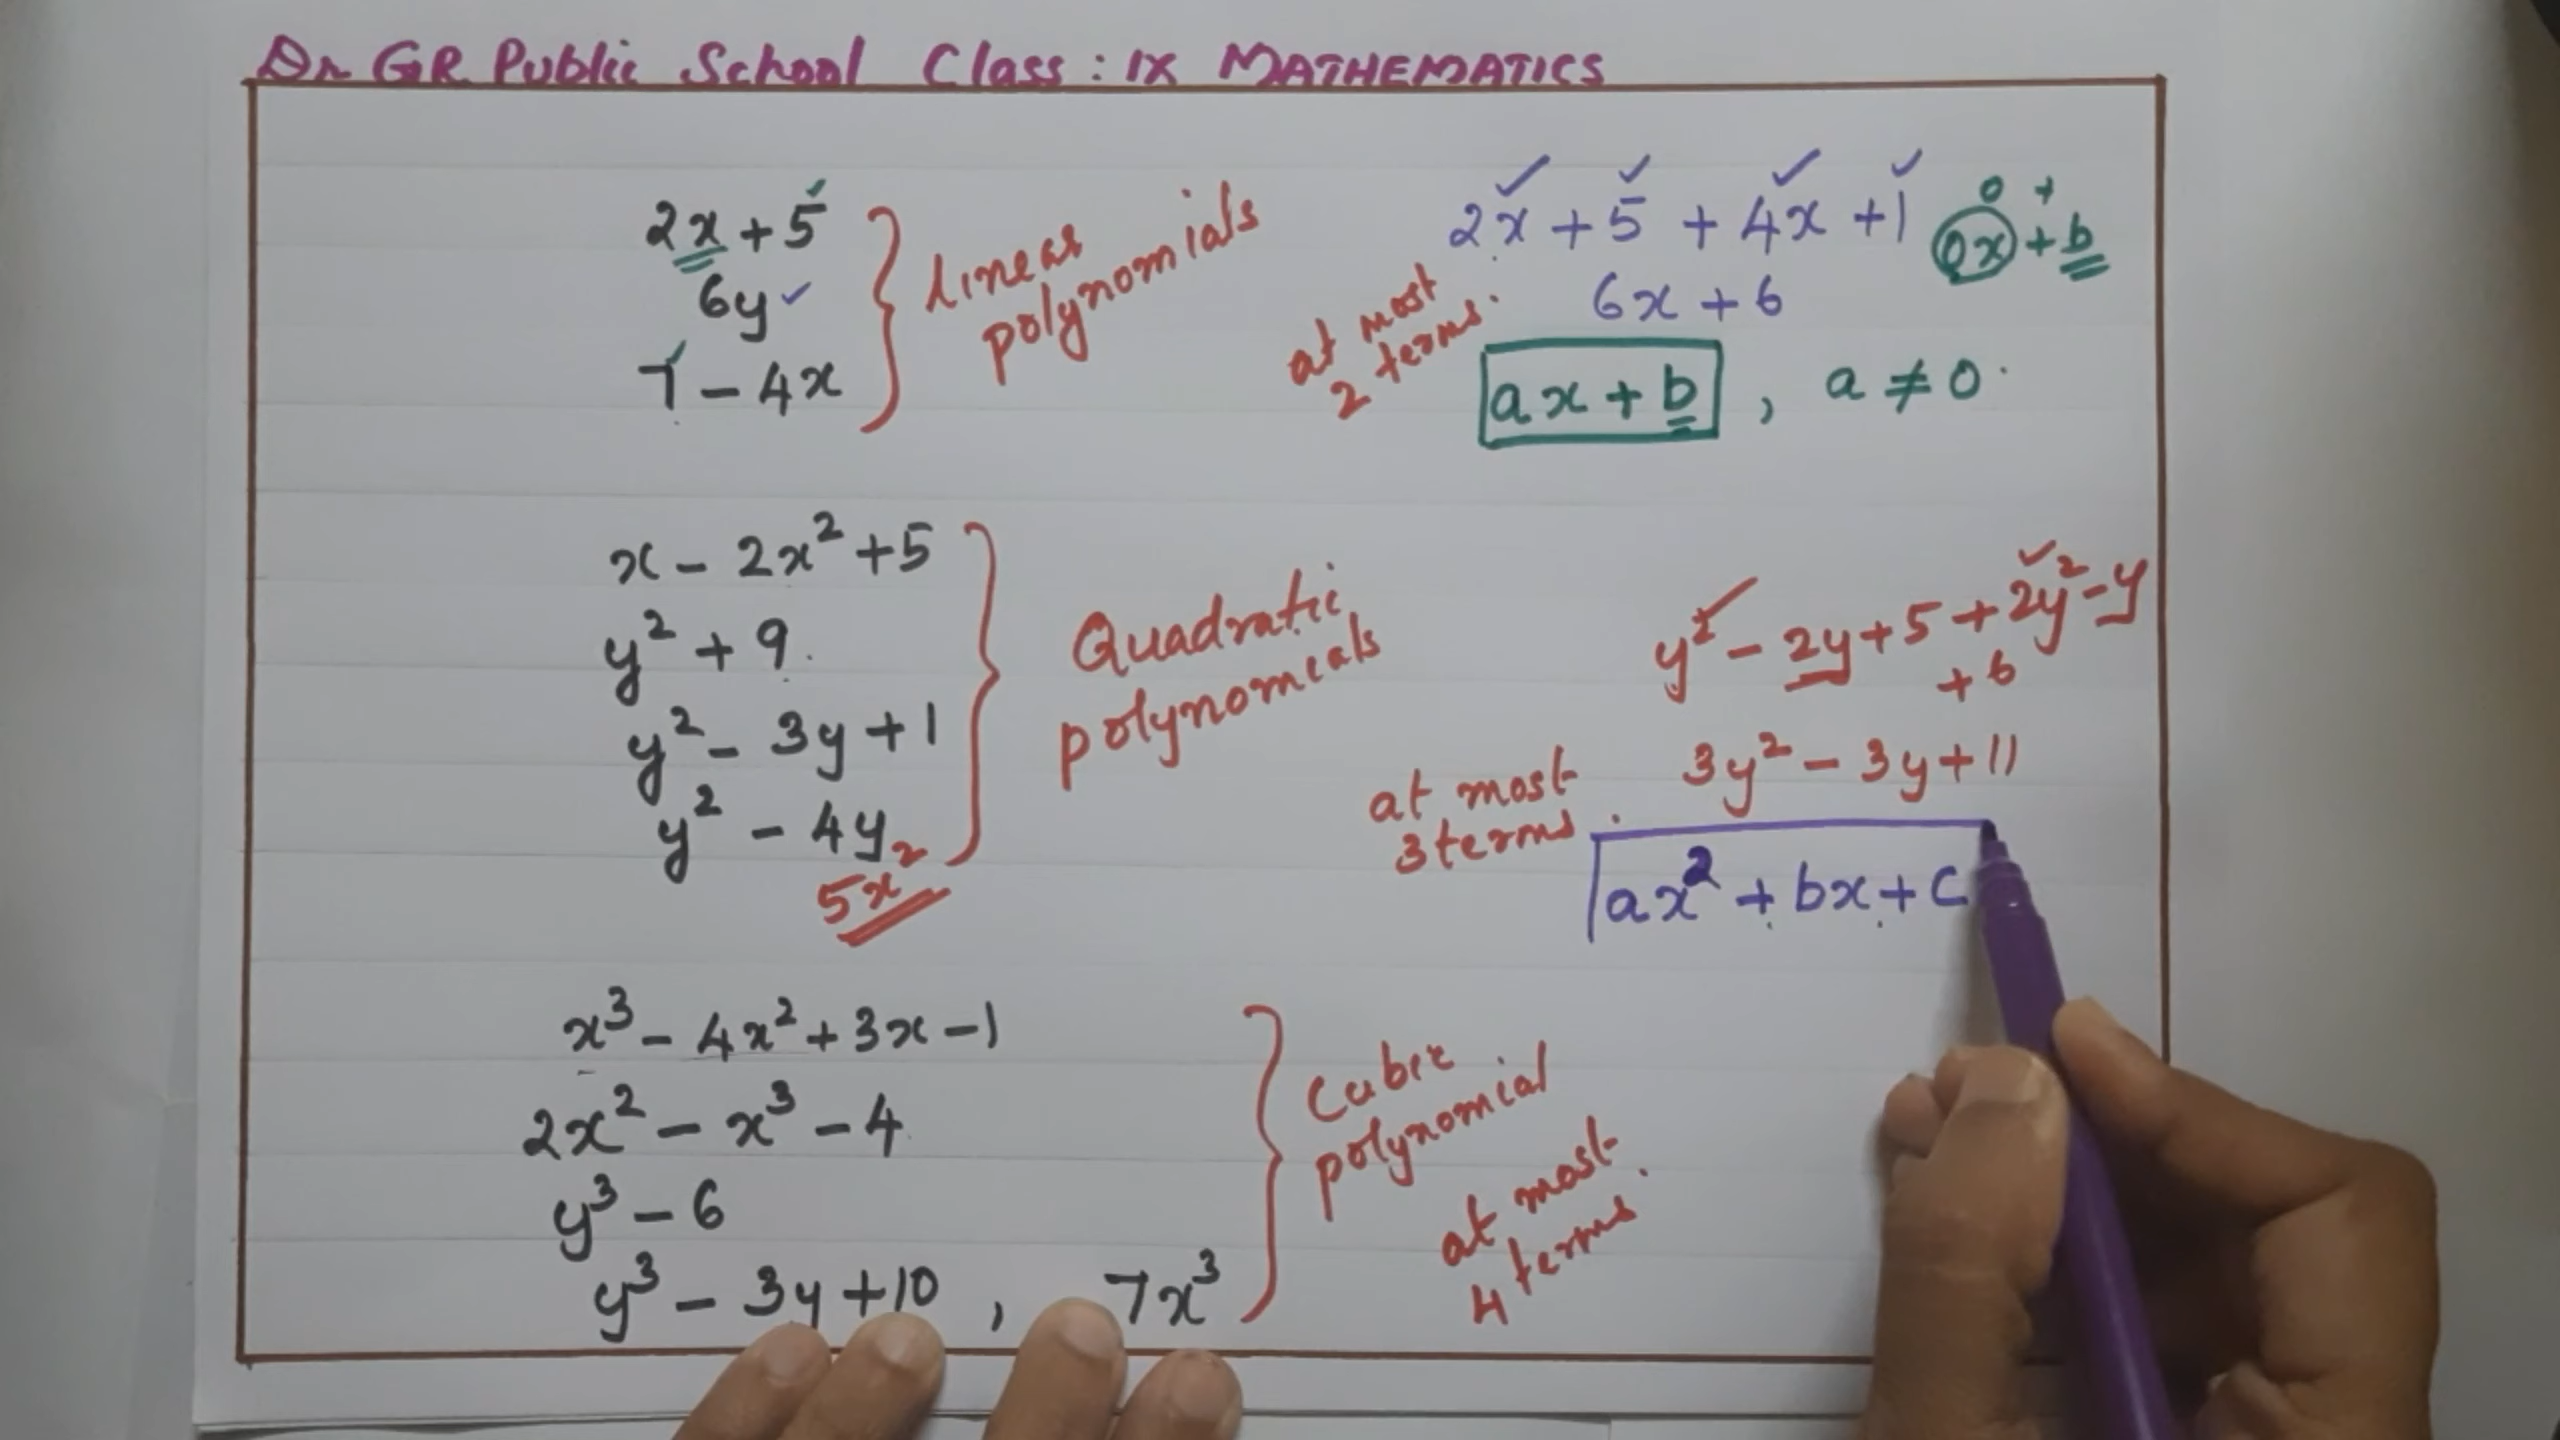 Dr GR Public School Class : IX MATHEMATICS
2x + 5
6y
7 - 4x
linear
polynomials
2x + 5 + 4x + 1
6x + 6
at most
2 terms.
0 +
0x + b
ax + b , a ≠ 0
x - 2x² + 5
y² + 9
y² - 3y + 1
y² - 4y
5x²
Quadratic
polynomials
y² - 2y + 5 + 2y² - y
+ 6
3y² - 3y + 11
at most
3 terms.
ax² + bx + c
x³ - 4x² + 3x - 1
2x² - x³ - 4
y³ - 6
y³ - 3y + 10 , 7x³
Cubic
polynomial
at most
4 terms.